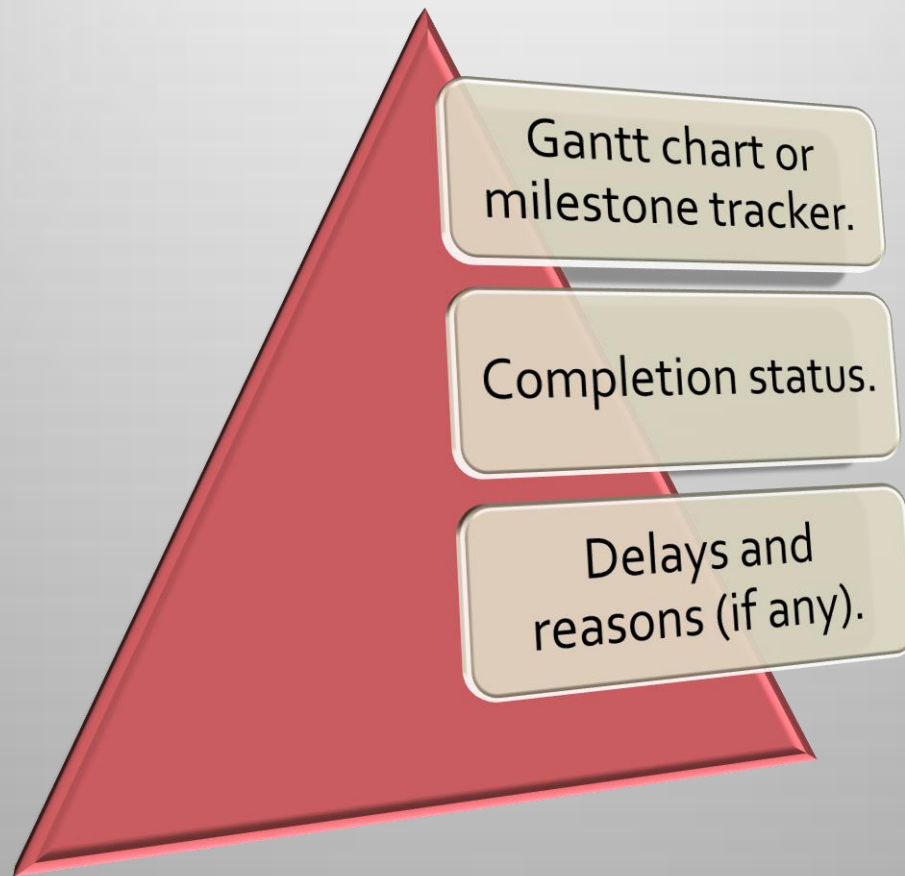 Gantt chart or
milestone tracker.
Completion status.
Delays and
reasons (if any).